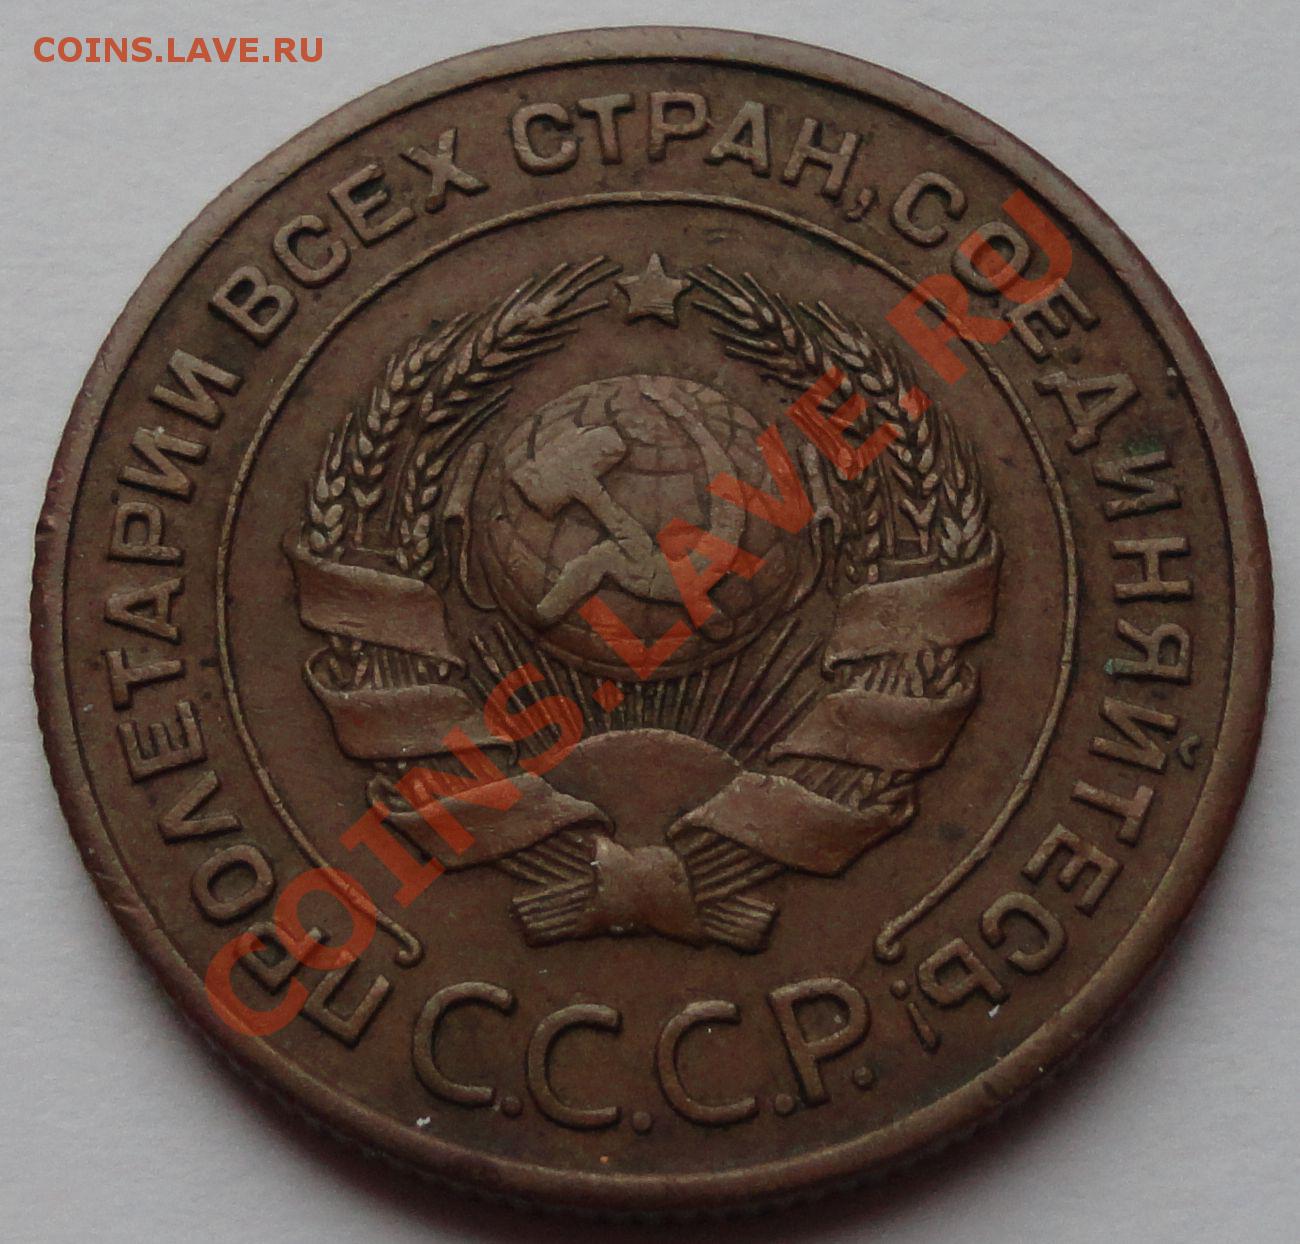 COINS.LAVE.RU
ПРОЛЕТАРИИ ВСЕХ СТРАН, СОЕДИНЯЙТЕСЬ!
С.С.С.Р.
COINS.LAVE.RU